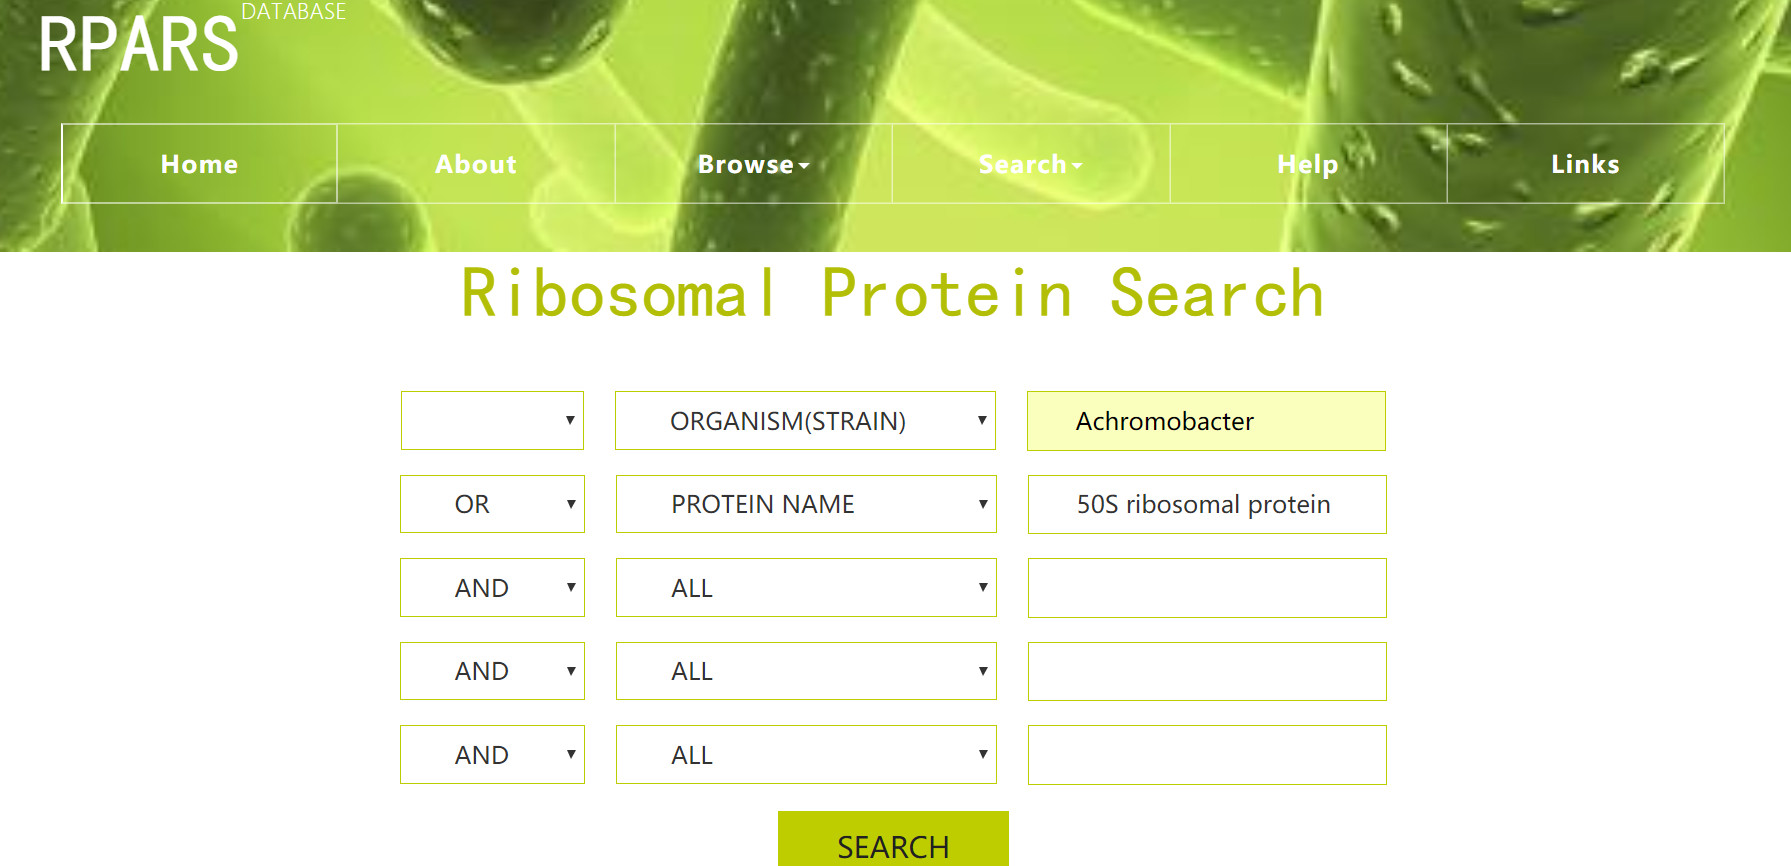 DATABASE
RPARS
Home About Browse Search Help Links
Ribosomal Protein Search
ORGANISM(STRAIN) Achromobacter
OR PROTEIN NAME 50S ribosomal protein
AND ALL
AND ALL
AND ALL
SEARCH